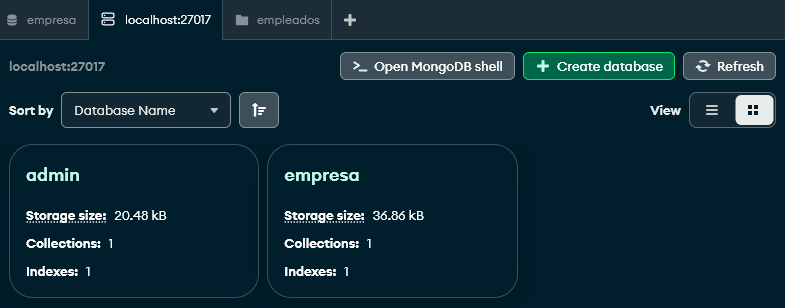 empresa localhost:27017 empleados
localhost:27017 Open MongoDB shell Create database Refresh
Sort by Database Name View
admin empresa
Storage size: 20.48 kB Storage size: 36.86 kB
Collections: 1 Collections: 1
Indexes: 1 Indexes: 1